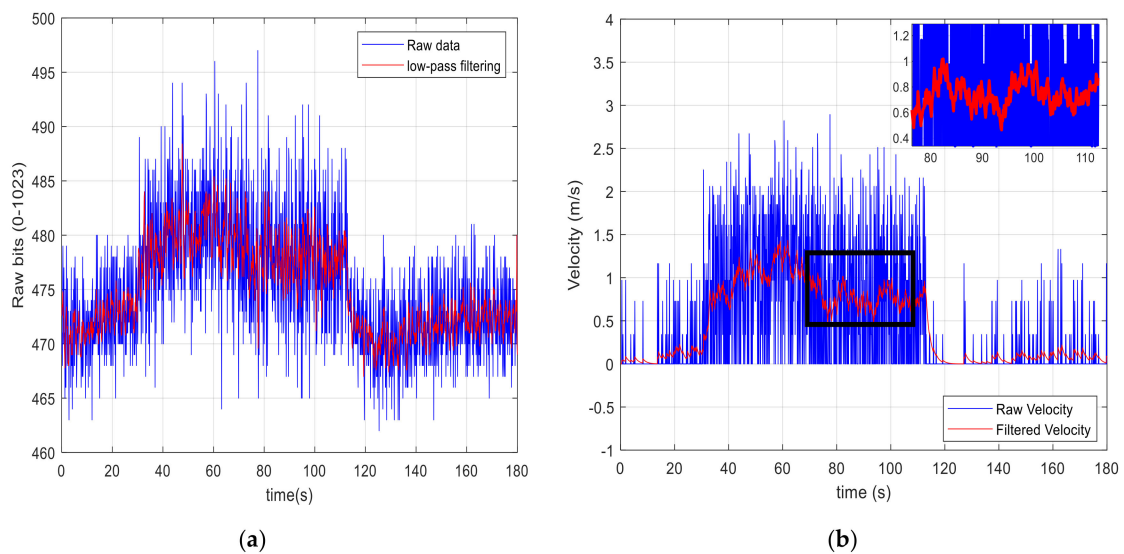 500
495
490
485
480
475
470
465
460
Raw bits (0-1023)
Raw data
low-pass filtering
0 20 40 60 80 100 120 140 160 180
time(s)
(a)
4
3.5
3
2.5
2
1.5
1
0.5
0
-0.5
-1
Velocity (m/s)
1.2
1
0.8
0.6
0.4
80 90 100 110
Raw Velocity
Filtered Velocity
0 20 40 60 80 100 120 140 160 180
time (s)
(b)